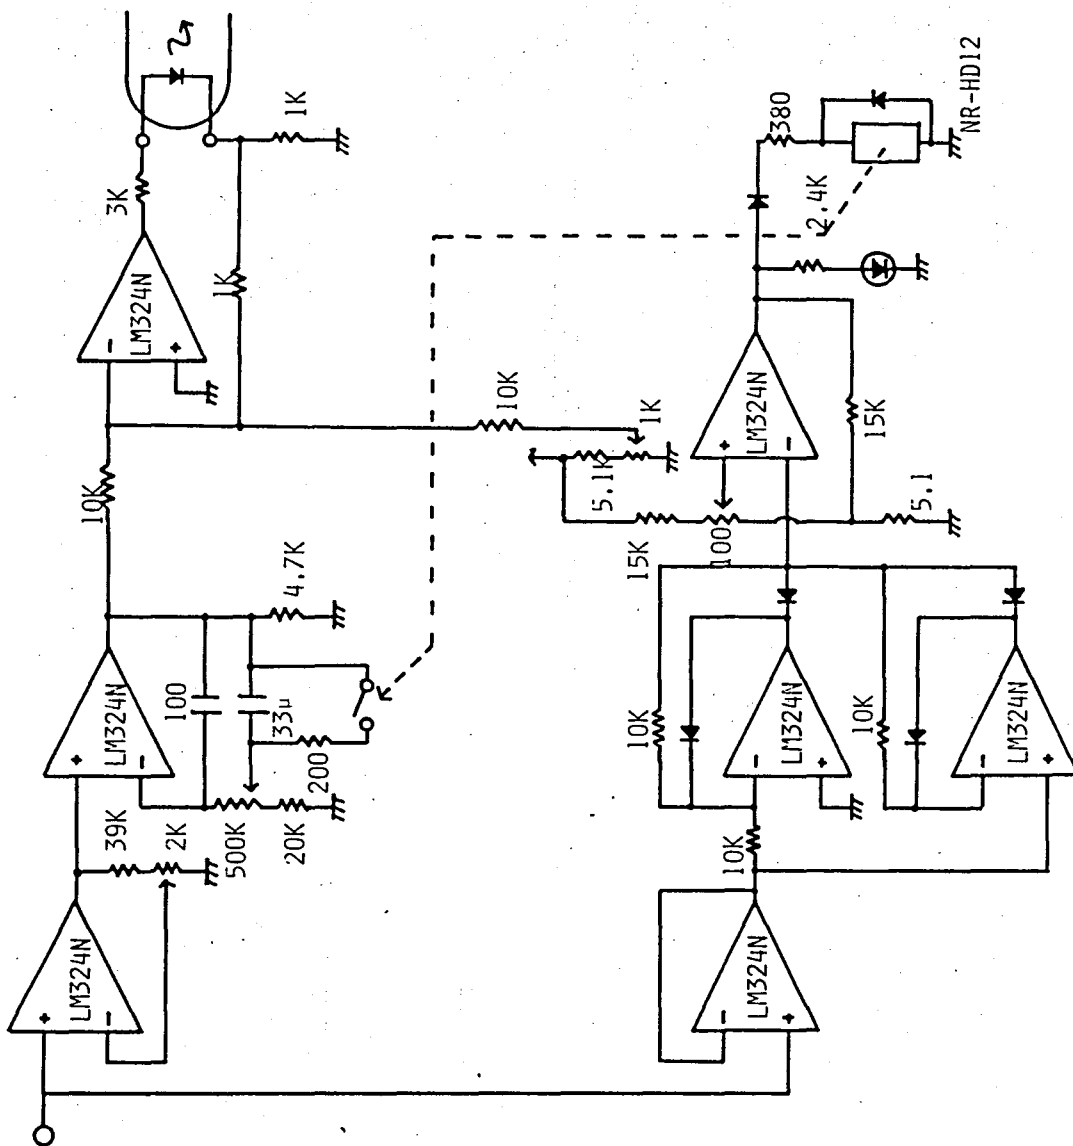 3K
1K
LM324N
-
+
1K
380
NR-HD12
2.4K
10K
10K
1K
5.1K
LM324N
+
-
15K
15K
100
5.1
LM324N
+
-
100
4.7K
33μ
200
39K
2K
500K
20K
10K
LM324N
-
+
10K
LM324N
-
+
10K
LM324N
+
-
LM324N
-
+